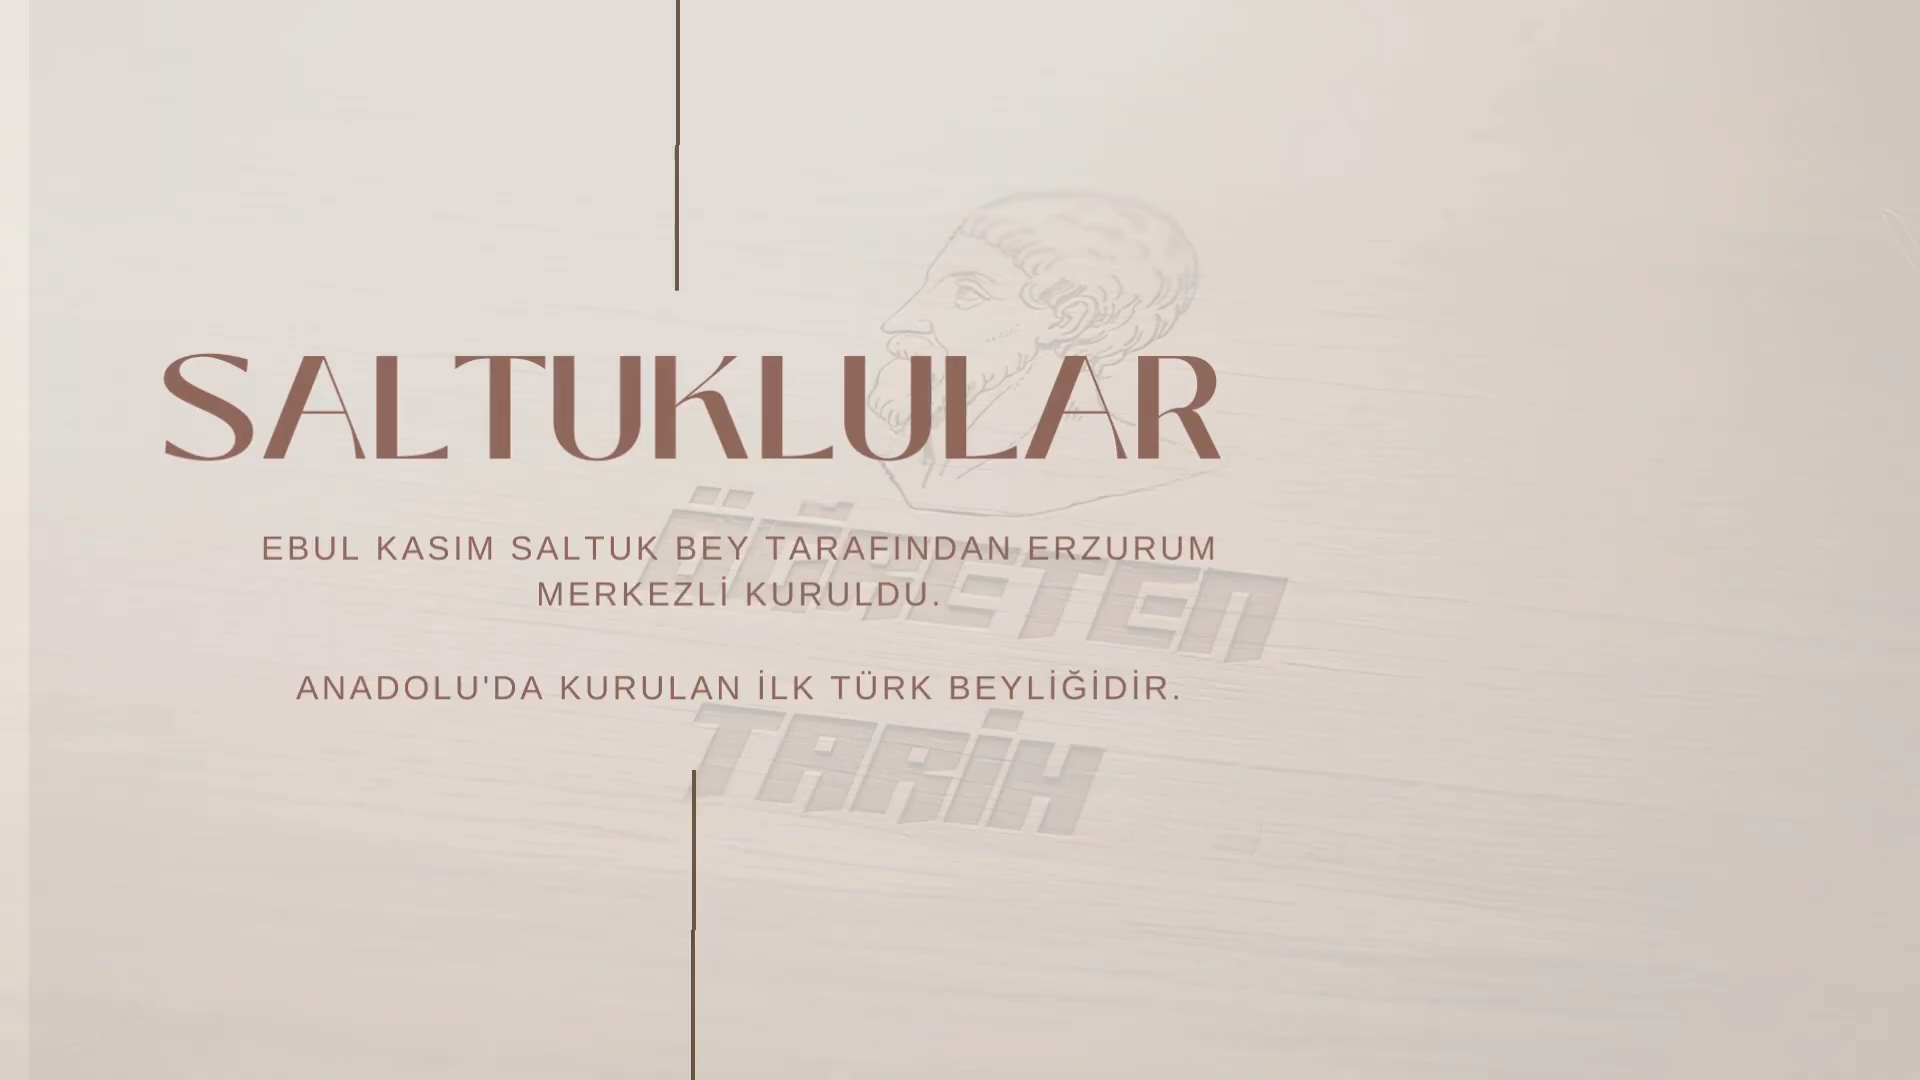 SALTUKLULAR
EBUL KASIM SALTUK BEY TARAFINDAN ERZURUM
MERKEZLİ KURULDU.
ANADOLU'DA KURULAN İLK TÜRK BEYLİĞİDİR.
ÖĞRETEN
TARİH